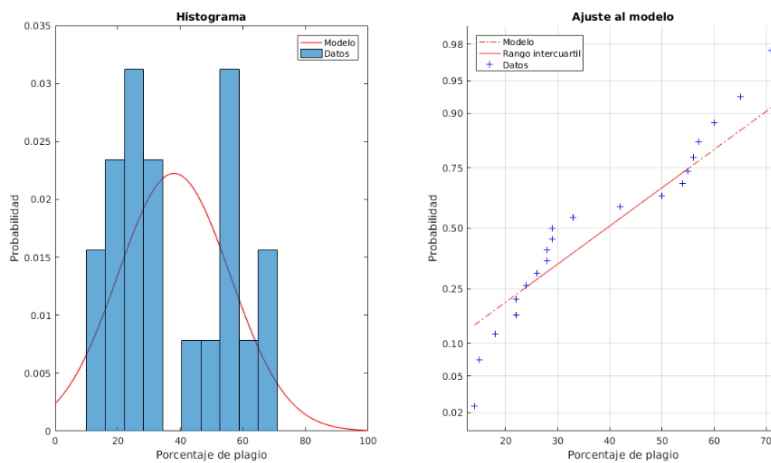 Histograma
Modelo
Datos
Probabilidad
0.035
0.03
0.025
0.02
0.015
0.01
0.005
0
0 20 40 60 80 100
Porcentaje de plagio
Ajuste al modelo
Modelo
Rango intercuartil
Datos
Probabilidad
0.98
0.95
0.90
0.75
0.50
0.25
0.10
0.05
0.02
20 30 40 50 60 70
Porcentaje de plagio